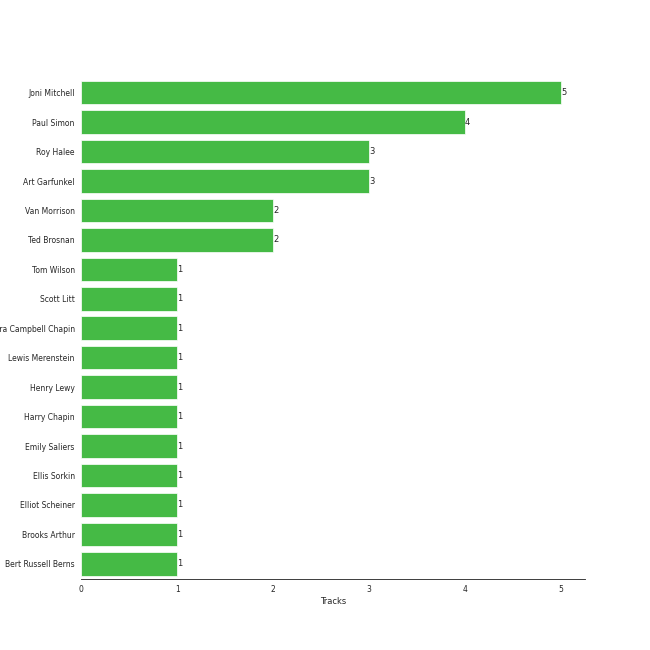 Joni Mitchell 5
Paul Simon 4
Roy Halee 3
Art Garfunkel 3
Van Morrison 2
Ted Brosnan 2
Tom Wilson 1
Scott Litt 1
ra Campbell Chapin 1
Lewis Merenstein 1
Henry Lewy 1
Harry Chapin 1
Emily Saliers 1
Ellis Sorkin 1
Elliot Scheiner 1
Brooks Arthur 1
Bert Russell Berns 1
0 1 2 3 4 5
Tracks